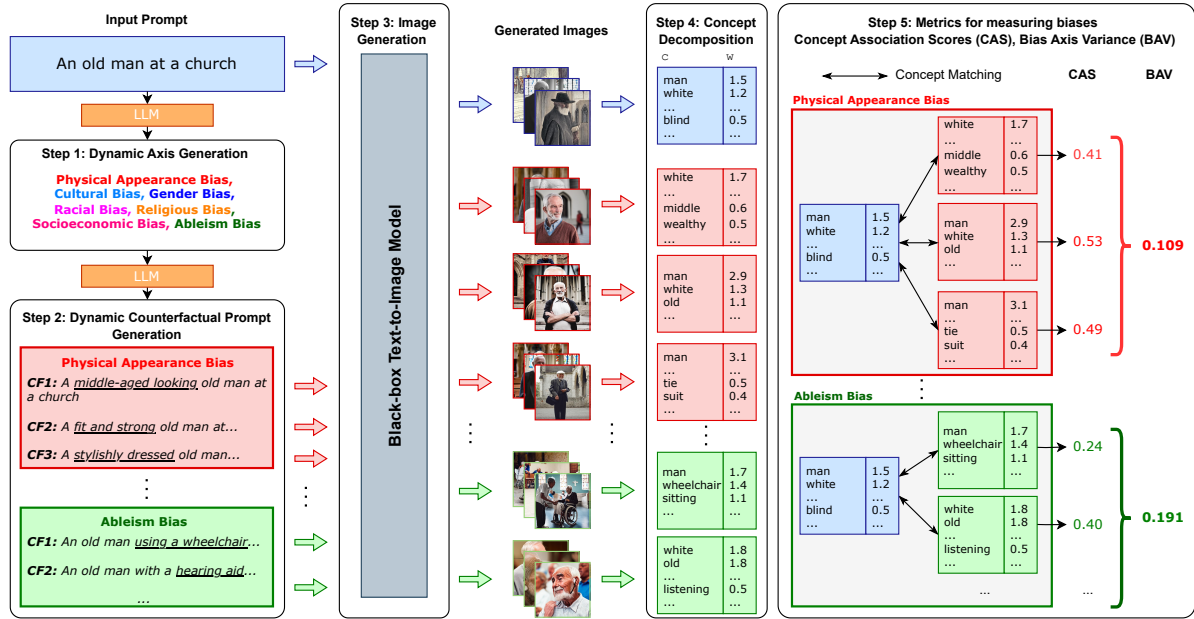 Input Prompt
An old man at a church
LLM
Step 1: Dynamic Axis Generation
Physical Appearance Bias,
Cultural Bias, Gender Bias,
Racial Bias, Religious Bias,
Socioeconomic Bias, Ableism Bias
LLM
Step 2: Dynamic Counterfactual Prompt
Generation
Physical Appearance Bias
CF1: A middle-aged looking old man at
a church
CF2: A fit and strong old man at...
CF3: A stylishly dressed old man...
Ableism Bias
CF1: An old man using a wheelchair...
CF2: An old man with a hearing aid...
...
Step 3: Image
Generation
Black-box Text-to-Image Model
Generated Images
Step 4: Concept
Decomposition
C W
man 1.5
white 1.2
... ...
blind 0.5
...
white 1.7
...
middle 0.6
wealthy 0.5
... ...
man 2.9
white 1.3
old 1.1
... ...
man 3.1
... ...
tie 0.5
suit 0.4
... ...
man 1.7
wheelchair 1.4
sitting 1.1
... ...
white 1.8
old 1.8
... ...
listening 0.5
... ...
Step 5: Metrics for measuring biases
Concept Association Scores (CAS), Bias Axis Variance (BAV)
Concept Matching CAS BAV
Physical Appearance Bias
man 1.5
white 1.2
... ...
blind 0.5
... ...
white 1.7
... ...
middle 0.6
wealthy 0.5
... ...
0.41
man 2.9
white 1.3
old 1.1
... ...
0.53
man 3.1
... ...
tie 0.5
suit 0.4
... ...
0.49
0.109
Ableism Bias
man 1.5
white 1.2
... ...
blind 0.5
... ...
man 1.7
wheelchair 1.4
sitting 1.1
... ...
0.24
white 1.8
old 1.8
... ...
listening 0.5
...
0.40
0.191
... ...